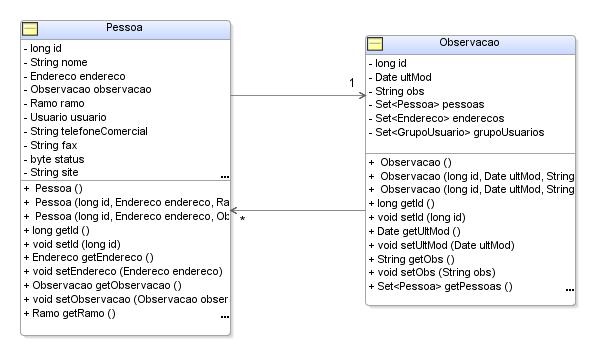 Pessoa
- long id
- String nome
- Endereco endereco
- Observacao observacao
- Ramo ramo
- Usuario usuario
- String telefoneComercial
- String fax
- byte status
- String site
...
+ Pessoa ()
+ Pessoa (long id, Endereco endereco, Ra
+ Pessoa (long id, Endereco endereco, Ob
+ long getId ()
+ void setId (long id)
+ Endereco getEndereco ()
+ void setEndereco (Endereco endereco)
+ Observacao getObservacao ()
+ void setObservacao (Observacao obser
+ Ramo getRamo ()
...
1
*
Observacao
- long id
- Date ultMod
- String obs
- Set<Pessoa> pessoas
- Set<Endereco> enderecos
- Set<GrupoUsuario> grupoUsuarios
+ Observacao ()
+ Observacao (long id, Date ultMod, String
+ Observacao (long id, Date ultMod, String
+ long getId ()
+ void setId (long id)
+ Date getUltMod ()
+ void setUltMod (Date ultMod)
+ String getObs ()
+ void setObs (String obs)
+ Set<Pessoa> getPessoas ()
...